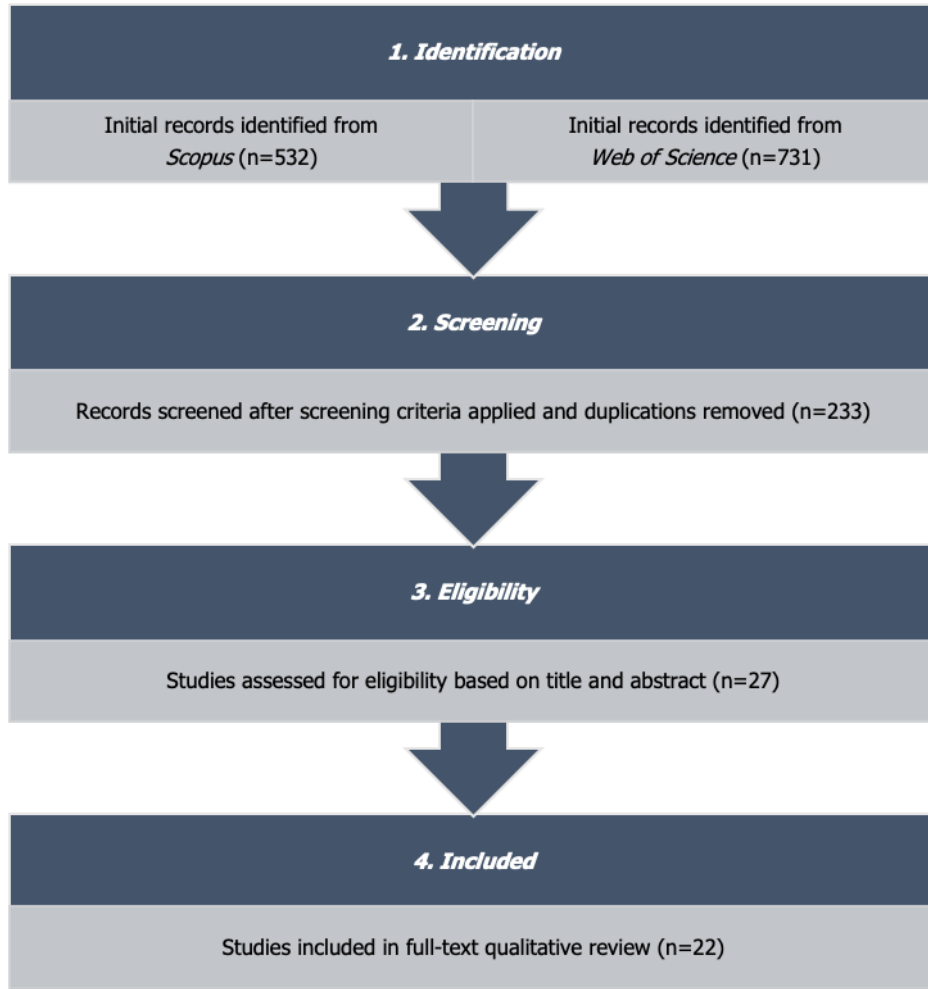 1. Identification
Initial records identified from
Scopus (n=532)
Initial records identified from
Web of Science (n=731)
2. Screening
Records screened after screening criteria applied and duplications removed (n=233)
3. Eligibility
Studies assessed for eligibility based on title and abstract (n=27)
4. Included
Studies included in full-text qualitative review (n=22)